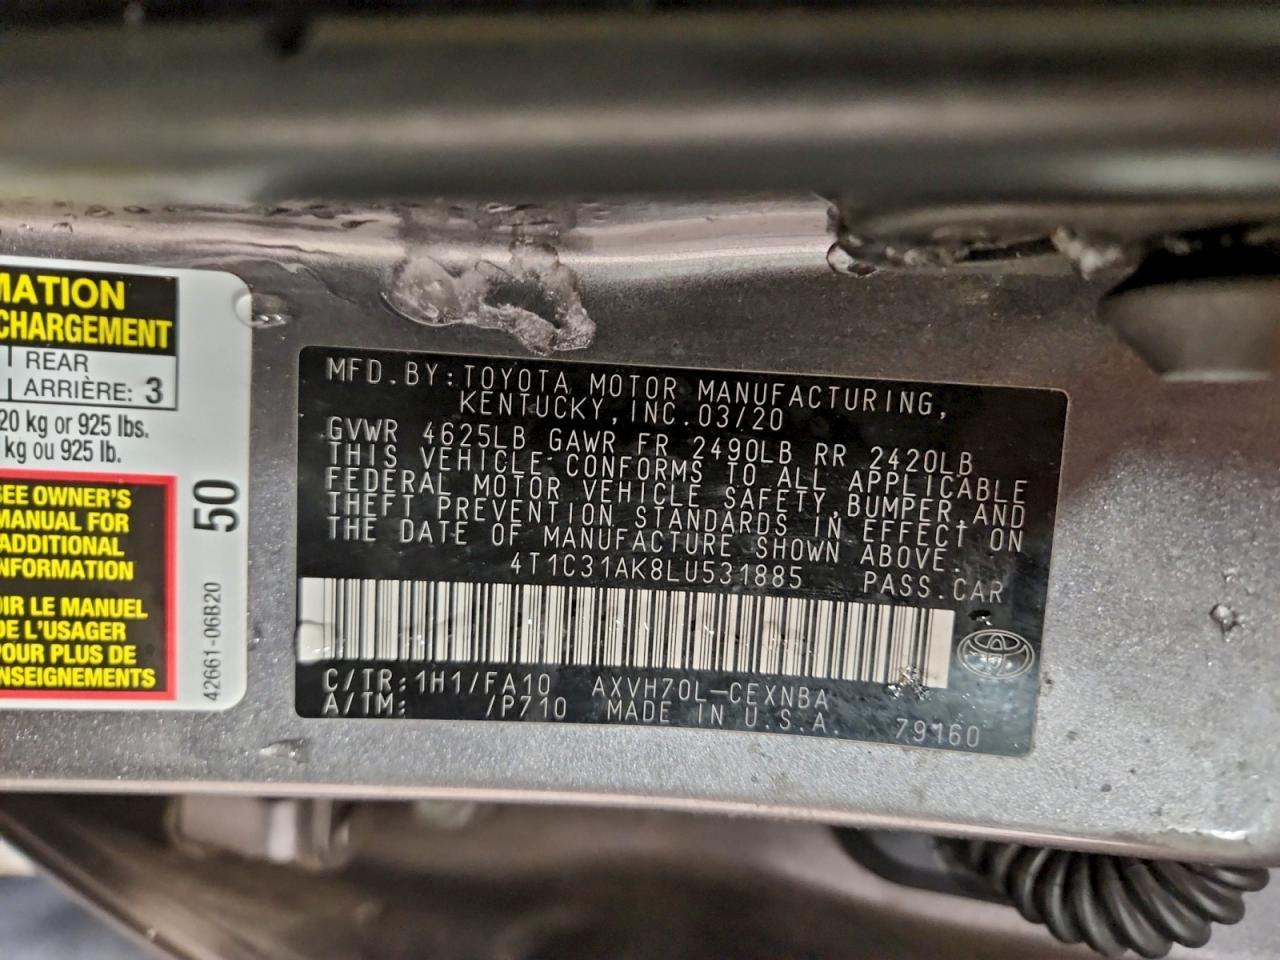 MATION
CHARGEMENT
REAR
ARRIÈRE: 3
20 kg or 925 lbs.
kg ou 925 lb.
SEE OWNER'S
MANUAL FOR
ADDITIONAL
INFORMATION
OIR LE MANUEL
DE L'USAGER
POUR PLUS DE
ENSEIGNEMENTS
50
42661-06B20
MFD.BY:TOYOTA MOTOR MANUFACTURING,
KENTUCKY,INC.03/20
GVWR 4625LB GAWR FR 2490LB RR 2420LB
THIS VEHICLE CONFORMS TO ALL APPLICABLE
FEDERAL MOTOR VEHICLE SAFETY,BUMPER,AND
THEFT PREVENTION STANDARDS IN EFFECT ON
THE DATE OF MANUFACTURE SHOWN ABOVE.
4T1C31AK8LU531885 PASS.CAR
C/TR:1H1/FA10 AXVH70L-CEXNBA
A/TM: /P710 MADE IN U.S.A. 79160